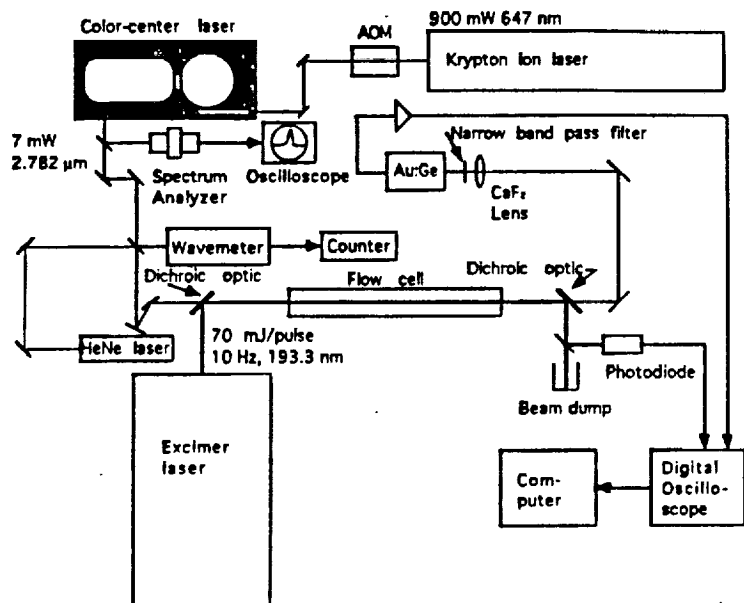 Color-center laser
AOM
900 mW 647 nm
Krypton Ion laser
7 mW
2.782 μm
Spectrum
Analyzer
Oscilloscope
Narrow band pass filter
Au:Ge
CaF₂
Lens
Wavemeter
Counter
Dichroic optic
Flow cell
Dichroic optic
HeNe laser
70 mJ/pulse
10 Hz, 193.3 nm
Photodiode
Beam dump
Excimer
laser
Com-
puter
Digital
Oscillo-
scope